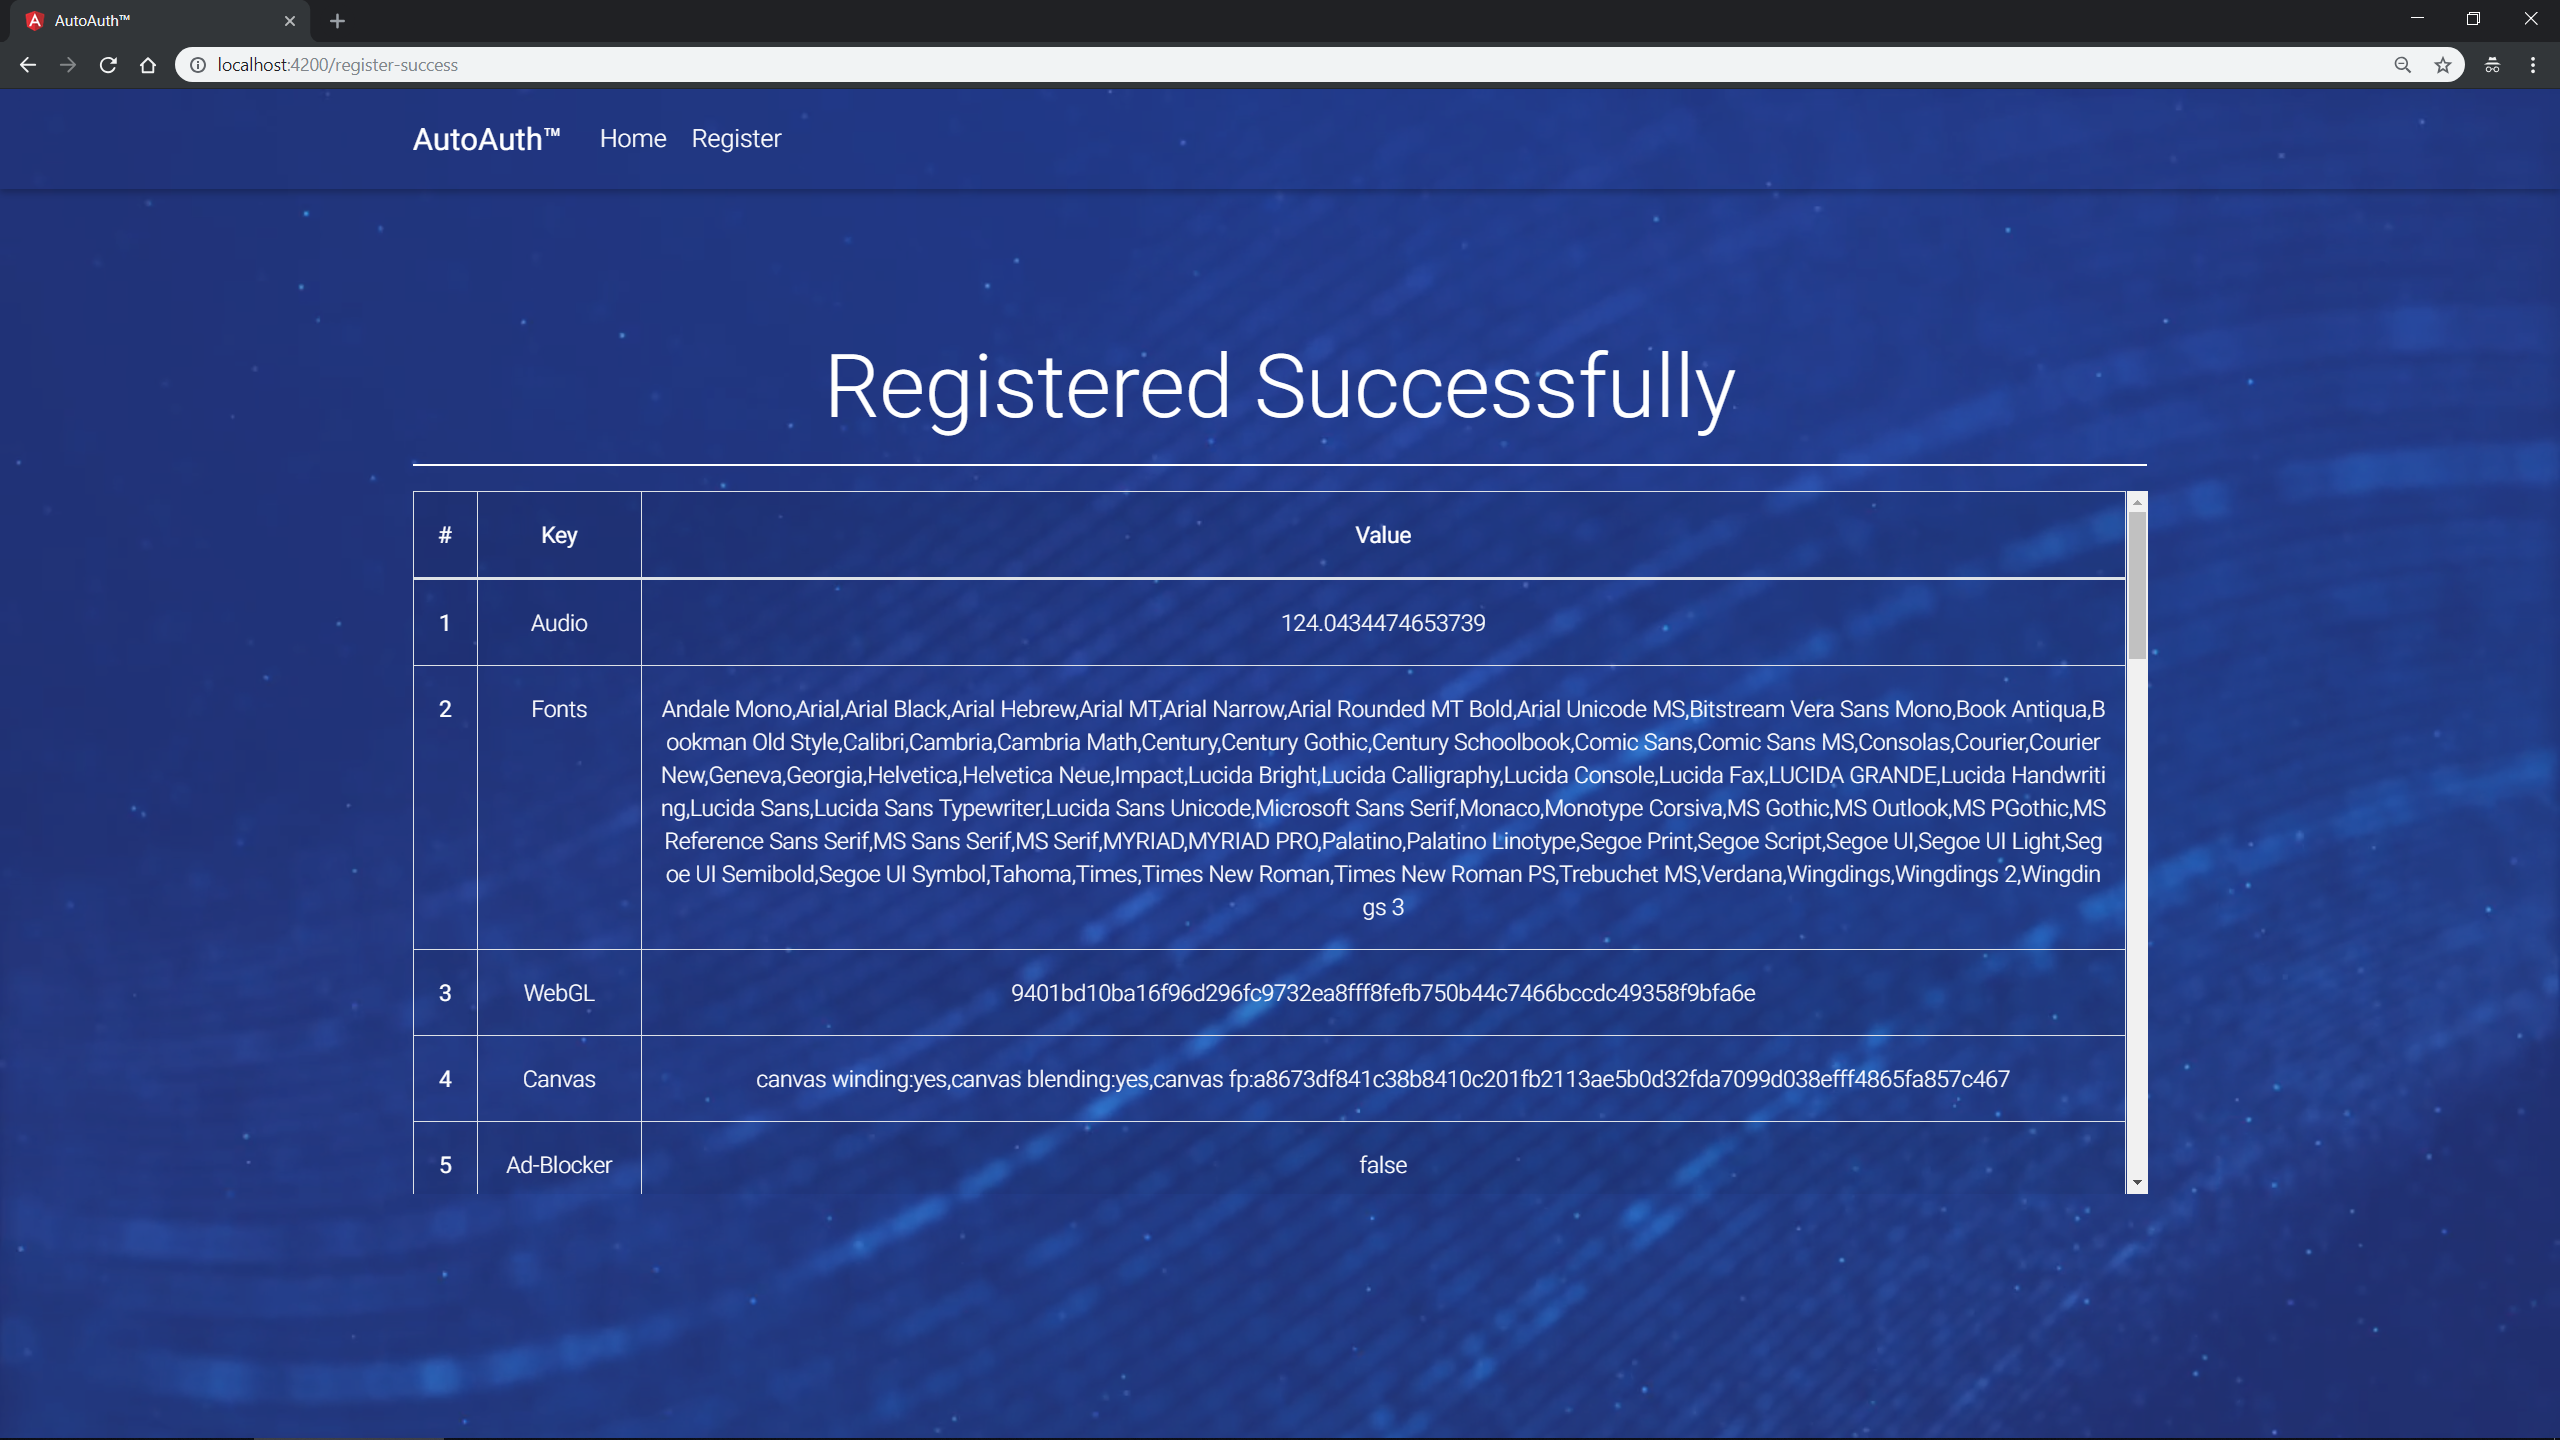 AutoAuth™
localhost:4200/register-success
AutoAuth™ Home Register
Registered Successfully
# Key Value
1 Audio 124.0434474653739
2 Fonts Andale Mono,Arial,Arial Black,Arial Hebrew,Arial MT,Arial Narrow,Arial Rounded MT Bold,Arial Unicode MS,Bitstream Vera Sans Mono,Book Antiqua,B
ookman Old Style,Calibri,Cambria,Cambria Math,Century,Century Gothic,Century Schoolbook,Comic Sans,Comic Sans MS,Consolas,Courier,Courier
New,Geneva,Georgia,Helvetica,Helvetica Neue,Impact,Lucida Bright,Lucida Calligraphy,Lucida Console,Lucida Fax,LUCIDA GRANDE,Lucida Handwriti
ng,Lucida Sans,Lucida Sans Typewriter,Lucida Sans Unicode,Microsoft Sans Serif,Monaco,Monotype Corsiva,MS Gothic,MS Outlook,MS PGothic,MS
Reference Sans Serif,MS Sans Serif,MS Serif,MYRIAD,MYRIAD PRO,Palatino,Palatino Linotype,Segoe Print,Segoe Script,Segoe UI,Segoe UI Light,Seg
oe UI Semibold,Segoe UI Symbol,Tahoma,Times,Times New Roman,Times New Roman PS,Trebuchet MS,Verdana,Wingdings,Wingdings 2,Wingdin
gs 3
3 WebGL 9401bd10ba16f96d296fc9732ea8fff8fefb750b44c7466bccdc49358f9bfa6e
4 Canvas canvas winding:yes,canvas blending:yes,canvas fp:a8673df841c38b8410c201fb2113ae5b0d32fda7099d038efff4865fa857c467
5 Ad-Blocker false